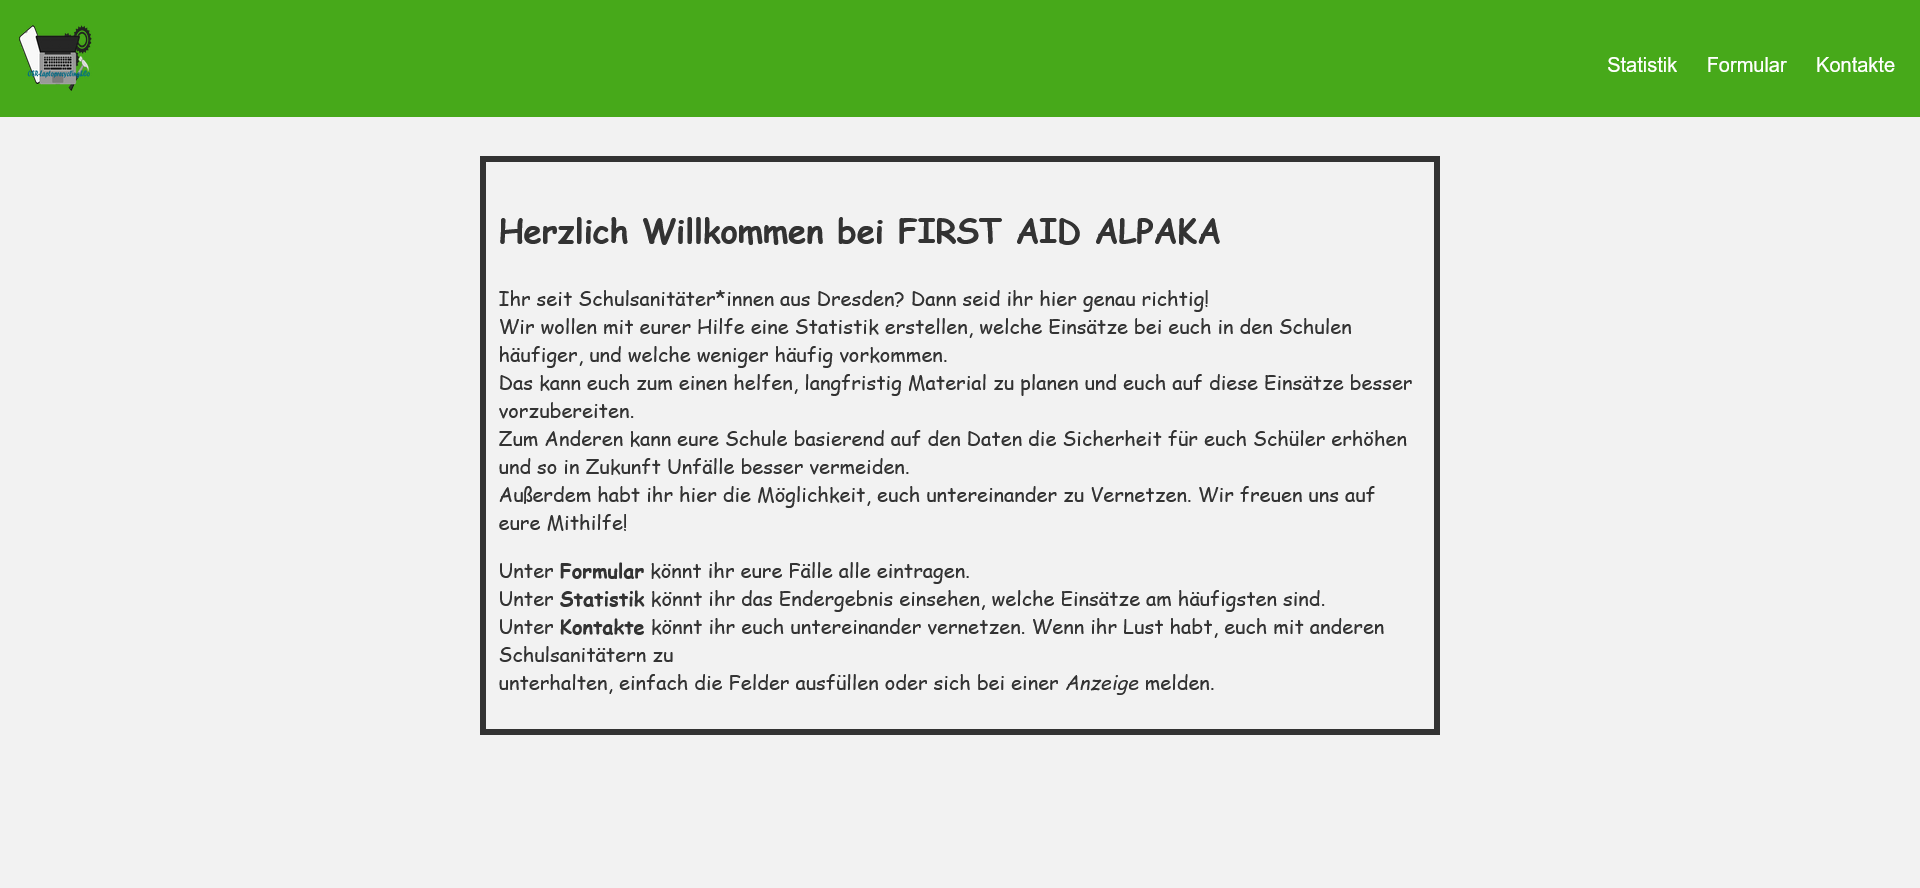 Statistik Formular Kontakte
Herzlich Willkommen bei FIRST AID ALPAKA
Ihr seit Schulsanitäter*innen aus Dresden? Dann seid ihr hier genau richtig!
Wir wollen mit eurer Hilfe eine Statistik erstellen, welche Einsätze bei euch in den Schulen
häufiger, und welche weniger häufig vorkommen.
Das kann euch zum einen helfen, langfristig Material zu planen und euch auf diese Einsätze besser
vorzubereiten.
Zum Anderen kann eure Schule basierend auf den Daten die Sicherheit für euch Schüler erhöhen
und so in Zukunft Unfälle besser vermeiden.
Außerdem habt ihr hier die Möglichkeit, euch untereinander zu Vernetzen. Wir freuen uns auf
eure Mithilfe!
Unter Formular könnt ihr eure Fälle alle eintragen.
Unter Statistik könnt ihr das Endergebnis einsehen, welche Einsätze am häufigsten sind.
Unter Kontakte könnt ihr euch untereinander vernetzen. Wenn ihr Lust habt, euch mit anderen
Schulsanitätern zu
unterhalten, einfach die Felder ausfüllen oder sich bei einer Anzeige melden.